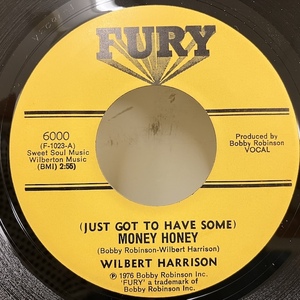 FURY
6000
(F-1023-A)
Sweet Soul Music
Wilberton Music
(BMI) 2:55)
Produced by
Bobby Robinson
VOCAL
(JUST GOT TO HAVE SOME)
MONEY HONEY
(Bobby Robinson-Wilbert Harrison)
WILBERT HARRISON
℗ 1976 Bobby Robinson Inc.
'FURY' a trademark of
Bobby Robinson Inc.